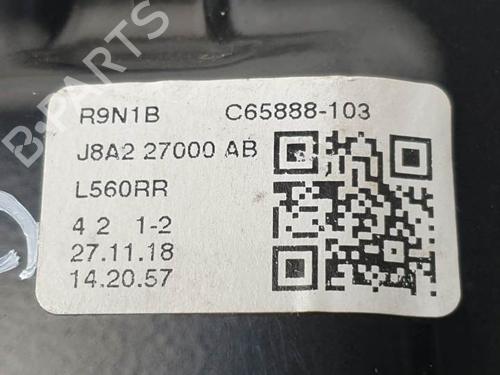 B-PARTS
R9N1B C65888-103
J8A2 27000 AB
L560RR
4 2 1-2
27.11.18
14.20.57